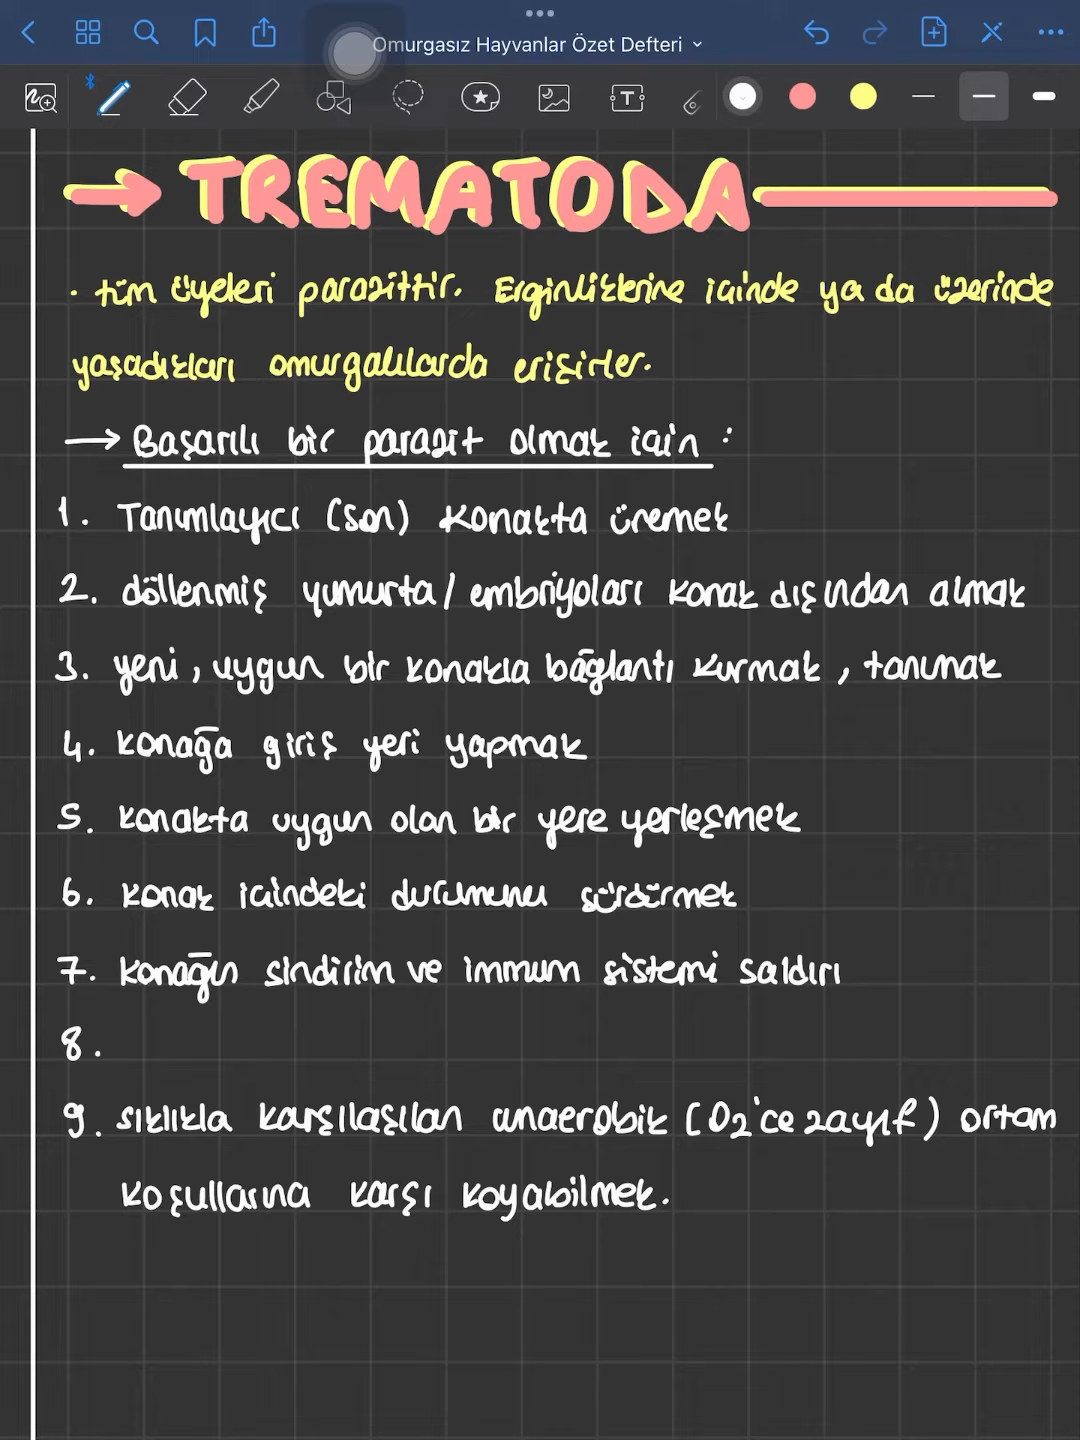 Omurgasız Hayvanlar Özet Defteri
→ TREMATODA
· tüm üyeleri parazittir. Erginliklerine içinde ya da üzerinde
yaşadıkları omurgalılarda erişirler.
→ Başarılı bir parazit olmak için :
1. Tanımlayıcı (son) konakta üremek
2. döllenmiş yumurta/ embriyoları konak dışından almak
3. yeni, uygun bir konakla bağlantı kurmak, tanımak
4. konağa giriş yeri yapmak
5. konakta uygun olan bir yere yerleşmek
6. konak içindeki durumunu sürdürmek
7. konağın sindirim ve immum sistemi saldırı
8.
9. sıklıkla karşılaşılan anaerobik (O2'ce zayıf) ortam
koşullarına karşı koyabilmek.